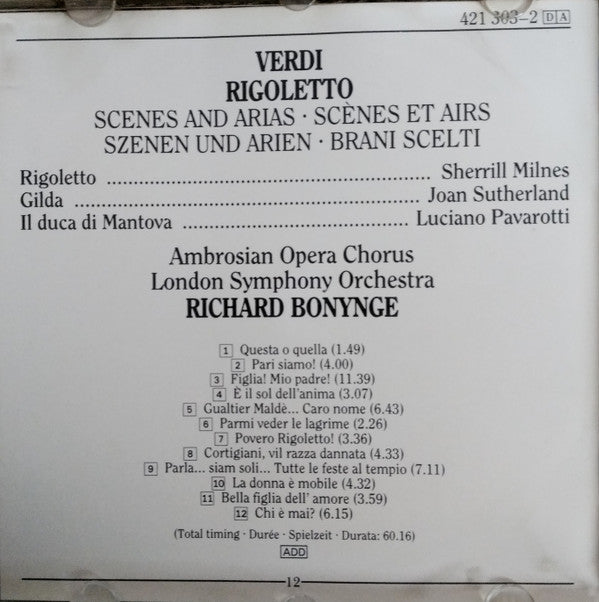 421 303–2 DA
VERDI
RIGOLETTO
SCENES AND ARIAS · SCÈNES ET AIRS
SZENEN UND ARIEN · BRANI SCELTI
Rigoletto ................................................ Sherrill Milnes
Gilda ................................................ Joan Sutherland
Il duca di Mantova .................................. Luciano Pavarotti
Ambrosian Opera Chorus
London Symphony Orchestra
RICHARD BONYNGE
1 Questa o quella (1.49)
2 Pari siamo! (4.00)
3 Figlia! Mio padre! (11.39)
4 È il sol dell'anima (3.07)
5 Gualtier Maldè... Caro nome (6.43)
6 Parmi veder le lagrime (2.26)
7 Povero Rigoletto! (3.36)
8 Cortigiani, vil razza dannata (4.33)
9 Parla... siam soli... Tutte le feste al tempio (7.11)
10 La donna è mobile (4.32)
11 Bella figlia dell' amore (3.59)
12 Chi è mai? (6.15)
(Total timing · Durée · Spielzeit · Durata: 60.16)
ADD
12